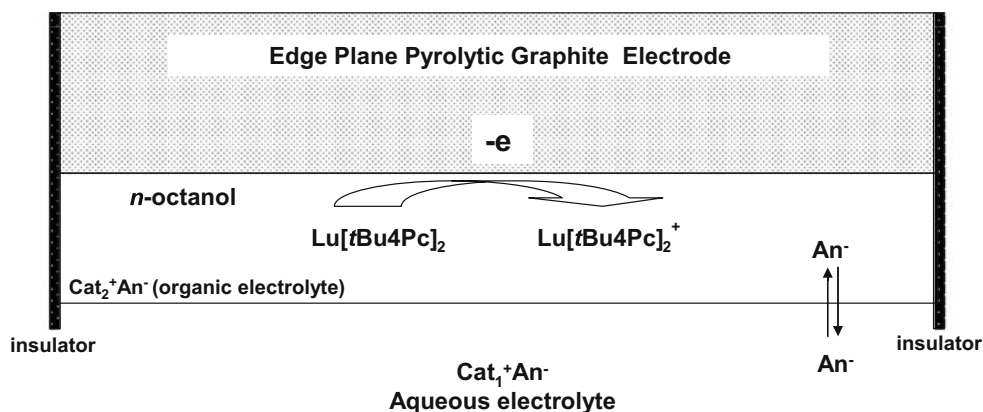 Edge Plane Pyrolytic Graphite Electrode
-e
n-octanol
Lu[tBu4Pc]₂ Lu[tBu4Pc]₂⁺
An⁻
Cat₂⁺An⁻ (organic electrolyte)
insulator insulator
An⁻
Cat₁⁺An⁻
Aqueous electrolyte